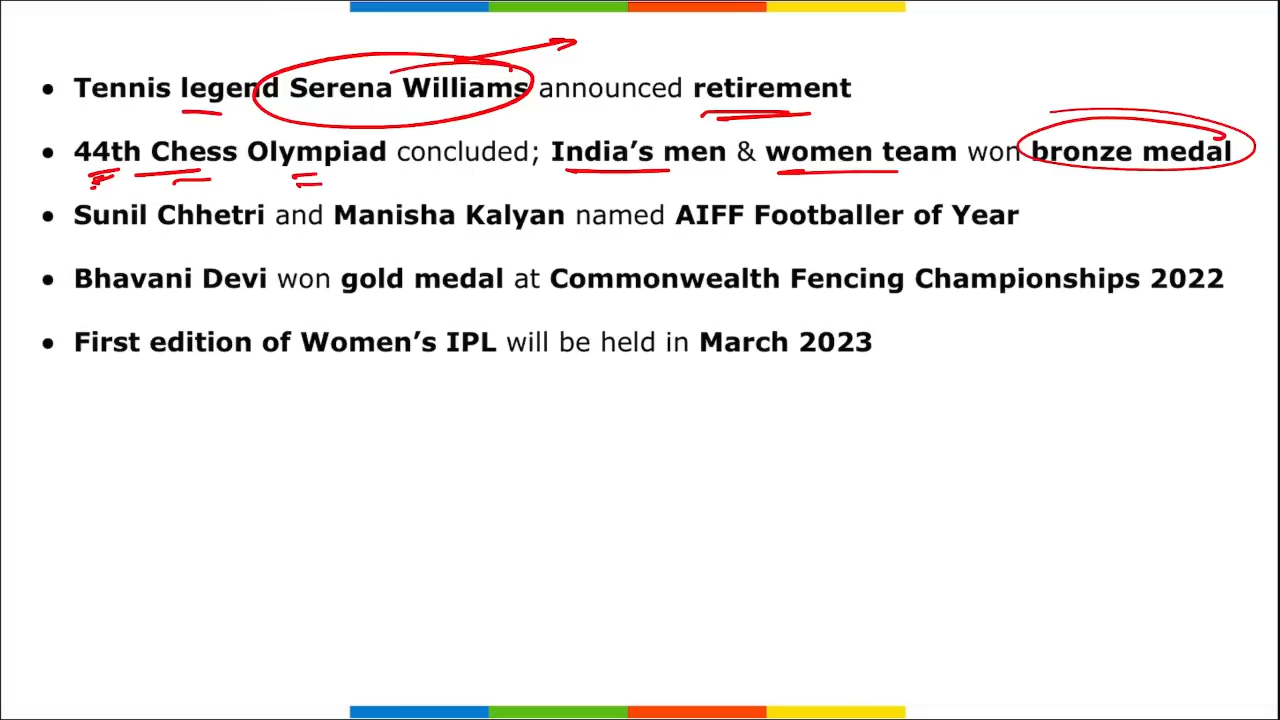 • Tennis legend Serena Williams announced retirement
• 44th Chess Olympiad concluded; India’s men & women team won bronze medal
• Sunil Chhetri and Manisha Kalyan named AIFF Footballer of Year
• Bhavani Devi won gold medal at Commonwealth Fencing Championships 2022
• First edition of Women’s IPL will be held in March 2023